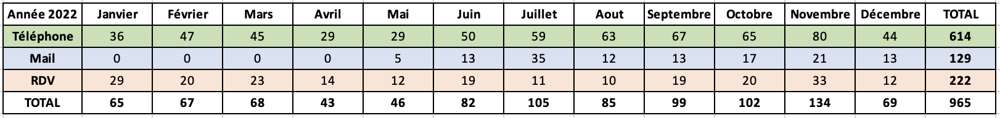 Année 2022 Janvier Février Mars Avril Mai Juin Juillet Aout Septembre Octobre Novembre Décembre TOTAL
Téléphone 36 47 45 29 29 50 59 63 67 65 80 44 614
Mail 0 0 0 0 5 13 35 12 13 17 21 13 129
RDV 29 20 23 14 12 19 11 10 19 20 33 12 222
TOTAL 65 67 68 43 46 82 105 85 99 102 134 69 965